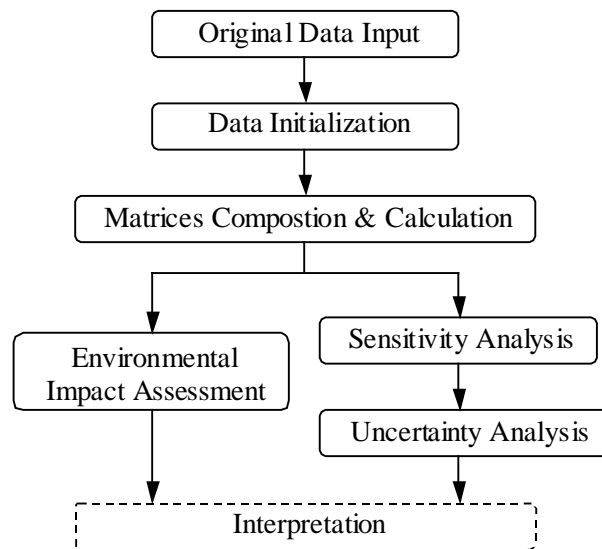 Original Data Input
Data Initialization
Matrices Compostion & Calculation
Environmental
Impact Assessment
Sensitivity Analysis
Uncertainty Analysis
Interpretation